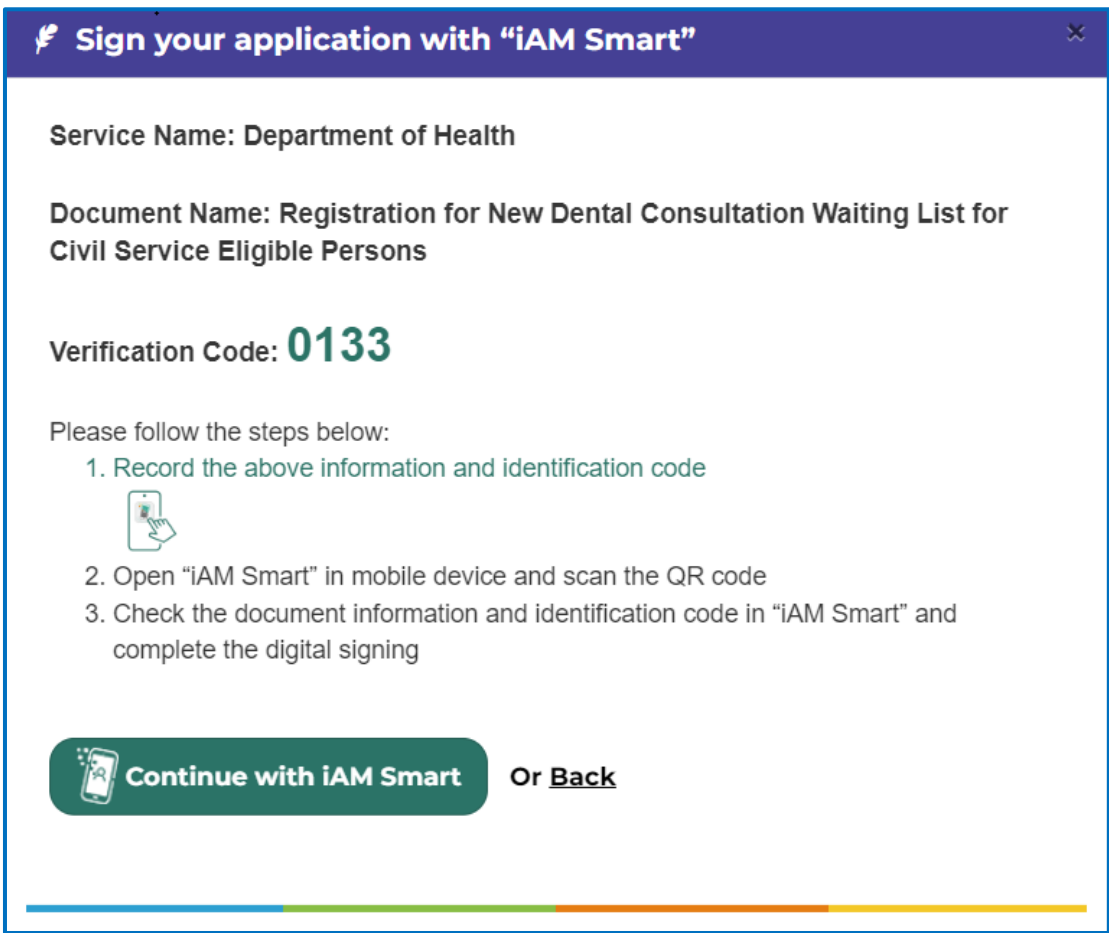 Sign your application with “iAM Smart”
×
Service Name: Department of Health
Document Name: Registration for New Dental Consultation Waiting List for
Civil Service Eligible Persons
Verification Code: 0133
Please follow the steps below:
1. Record the above information and identification code
2. Open “iAM Smart” in mobile device and scan the QR code
3. Check the document information and identification code in “iAM Smart” and
complete the digital signing
Continue with iAM Smart Or Back